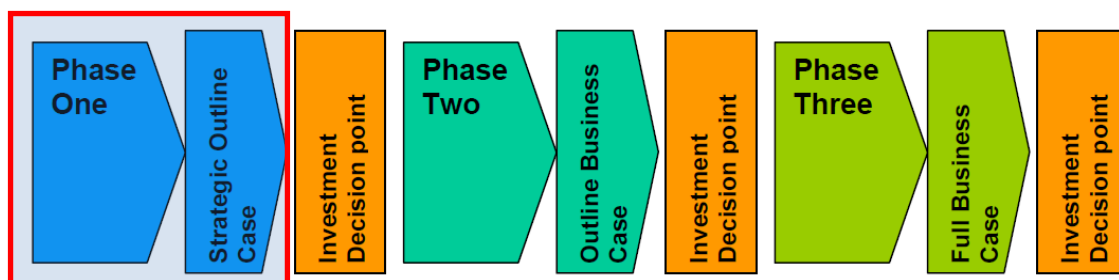 Phase
One
Strategic Outline
Case
Investment
Decision point
Phase
Two
Outline Business
Case
Investment
Decision point
Phase
Three
Full Business
Case
Investment
Decision point